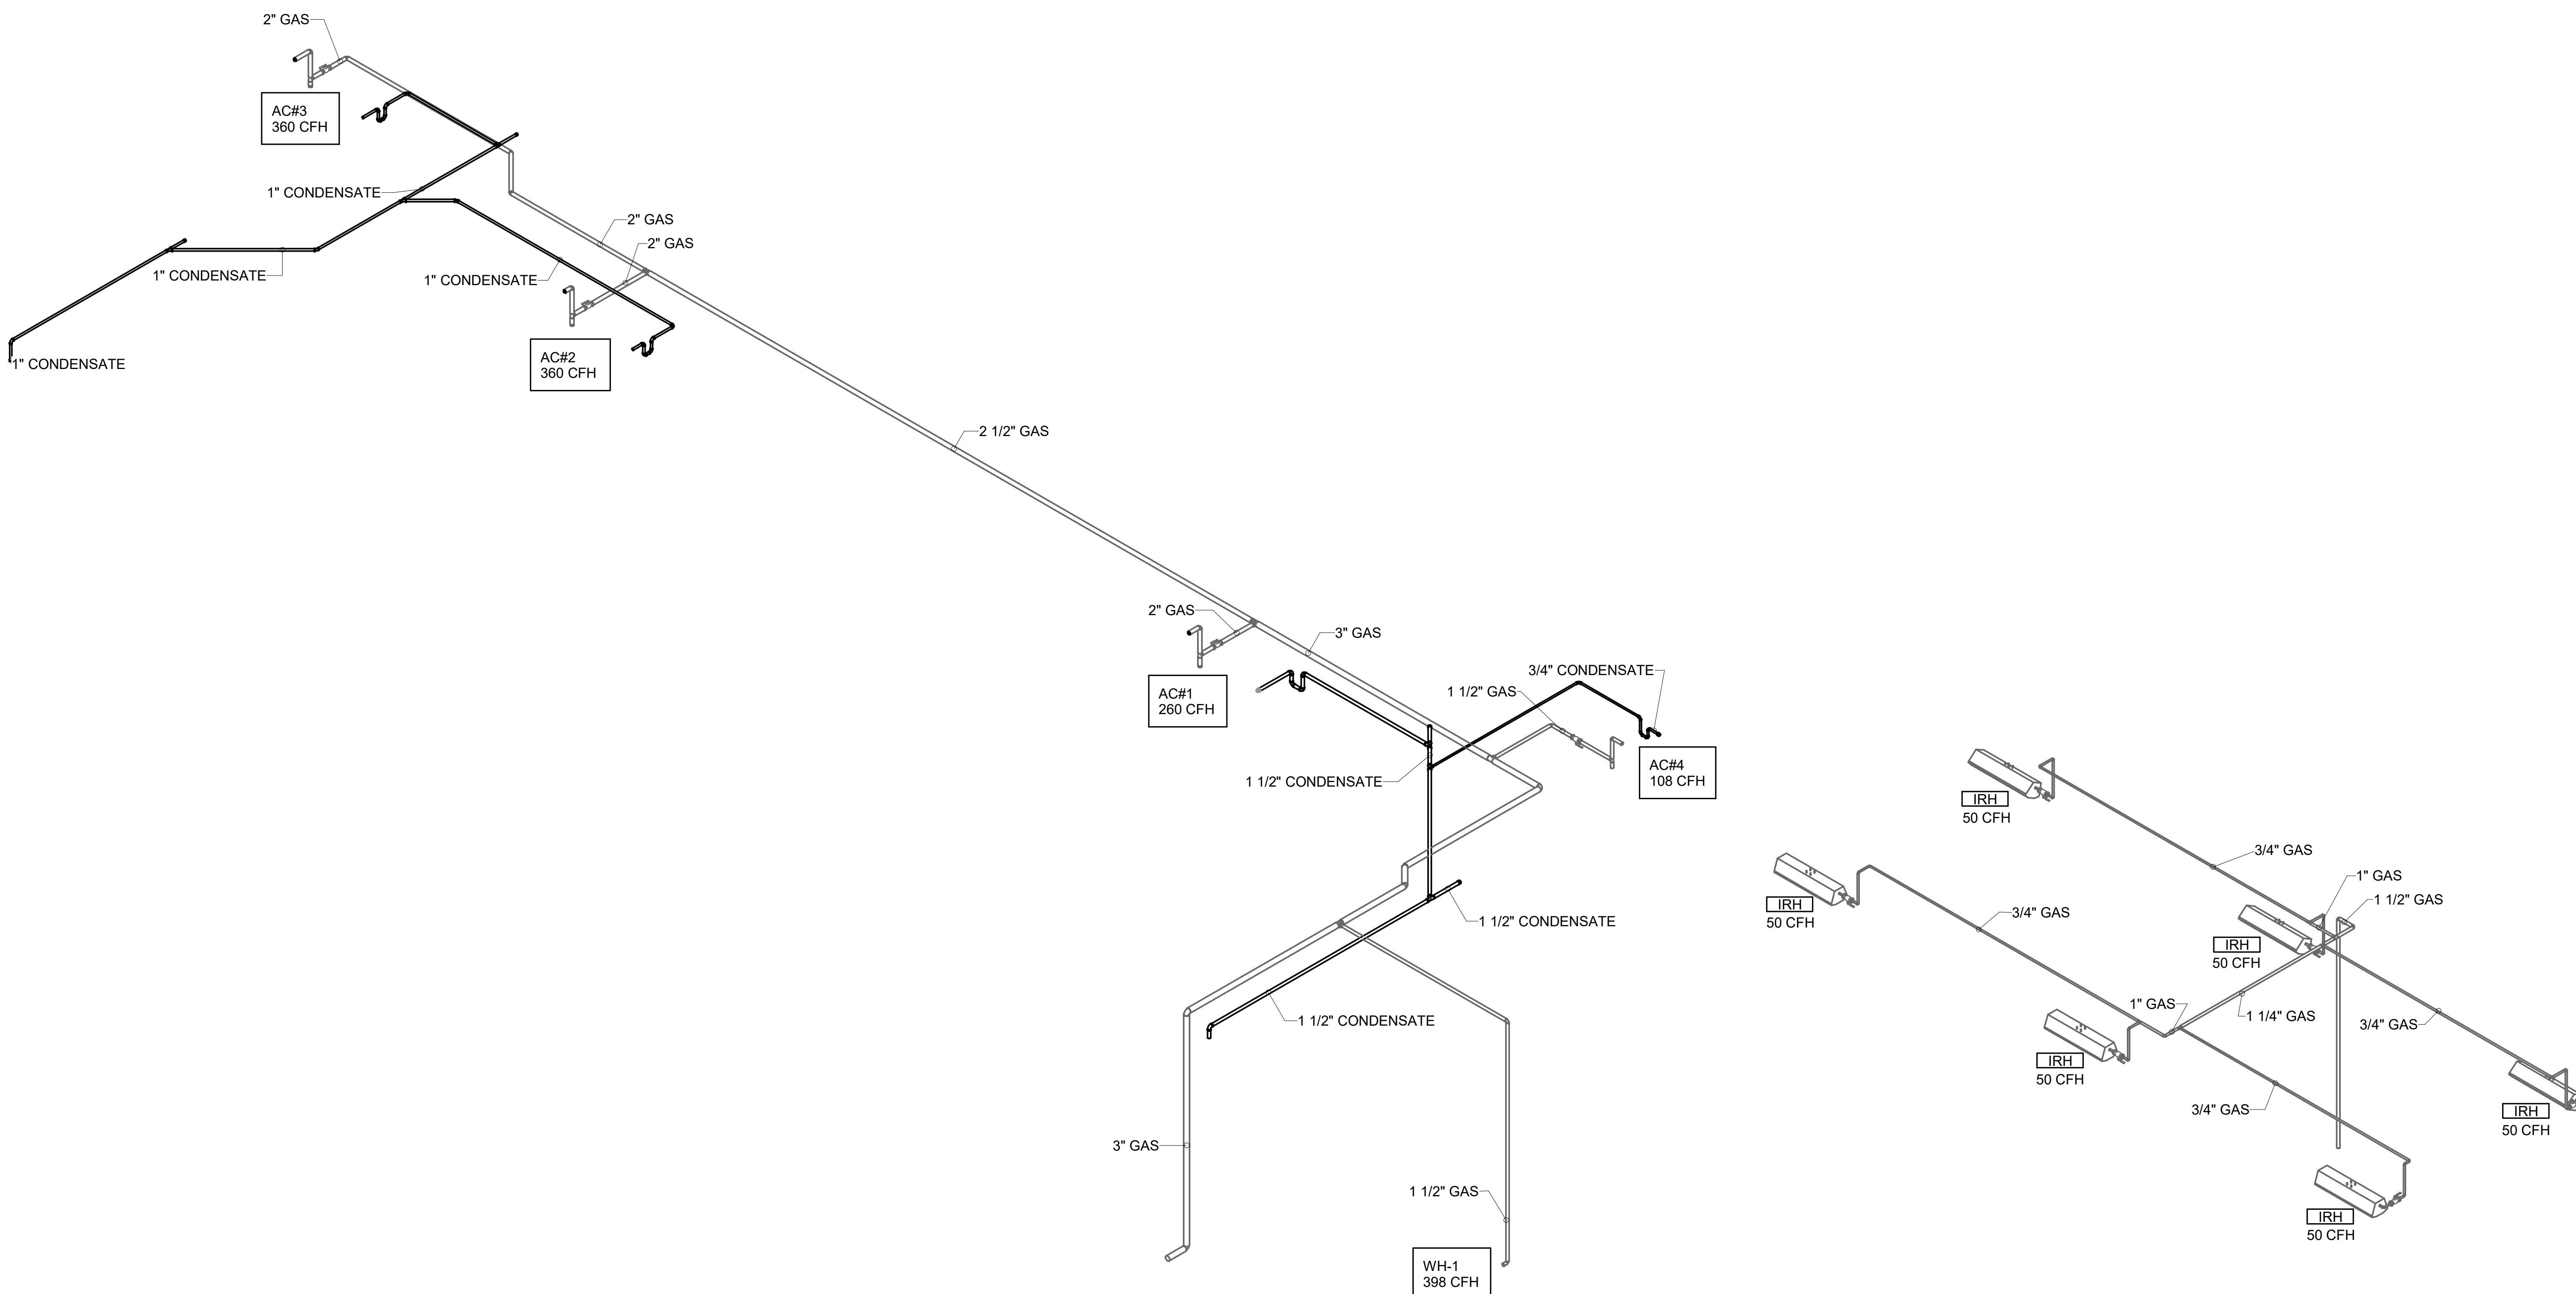 2" GAS
AC#3
360 CFH
1" CONDENSATE
2" GAS
2" GAS
1" CONDENSATE
1" CONDENSATE
AC#2
360 CFH
1" CONDENSATE
2 1/2" GAS
2" GAS
3" GAS
3/4" CONDENSATE
1 1/2" GAS
AC#1
260 CFH
1 1/2" CONDENSATE
AC#4
108 CFH
1 1/2" CONDENSATE
1 1/2" CONDENSATE
3" GAS
1 1/2" GAS
WH-1
398 CFH
IRH
50 CFH
3/4" GAS
1" GAS
1 1/2" GAS
IRH
50 CFH
3/4" GAS
IRH
50 CFH
1" GAS
1 1/4" GAS
3/4" GAS
IRH
50 CFH
3/4" GAS
IRH
50 CFH
IRH
50 CFH